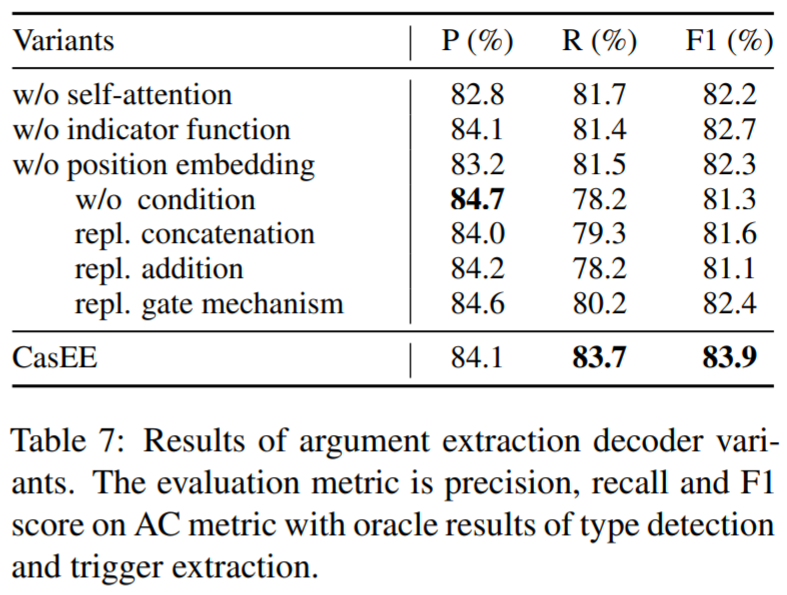 Variants P (%) R (%) F1 (%)
w/o self-attention 82.8 81.7 82.2
w/o indicator function 84.1 81.4 82.7
w/o position embedding 83.2 81.5 82.3
w/o condition 84.7 78.2 81.3
repl. concatenation 84.0 79.3 81.6
repl. addition 84.2 78.2 81.1
repl. gate mechanism 84.6 80.2 82.4
CasEE 84.1 83.7 83.9
Table 7: Results of argument extraction decoder vari-
ants. The evaluation metric is precision, recall and F1
score on AC metric with oracle results of type detection
and trigger extraction.